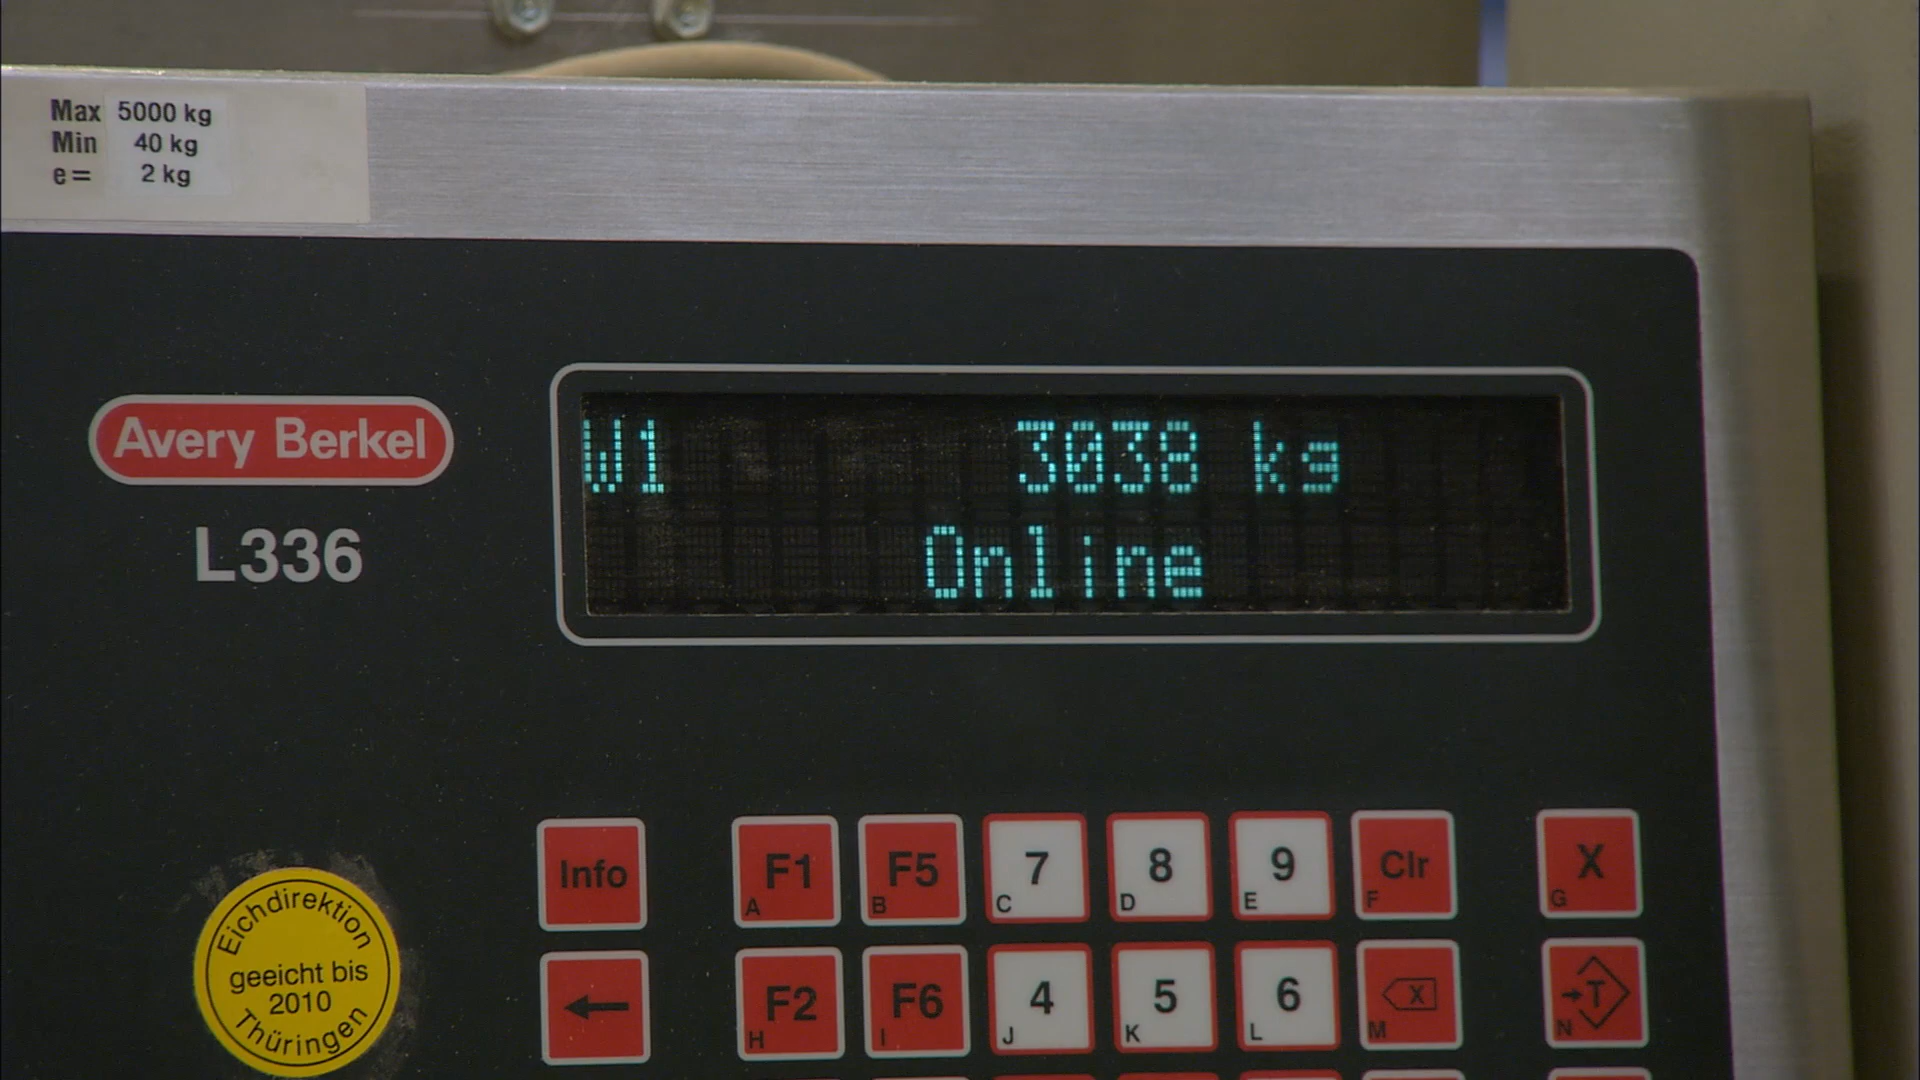 Max 5000 kg
Min 40 kg
e= 2 kg
Avery Berkel
L336
W1 3038 kg
Online
Info
F1 A
F5 B
7 C
8 D
9 E
Clr F
X G
F2 H
F6 I
4 J
5 K
6 L
X M
T N
Eichdirektion
geeicht bis
2010
Thüringen